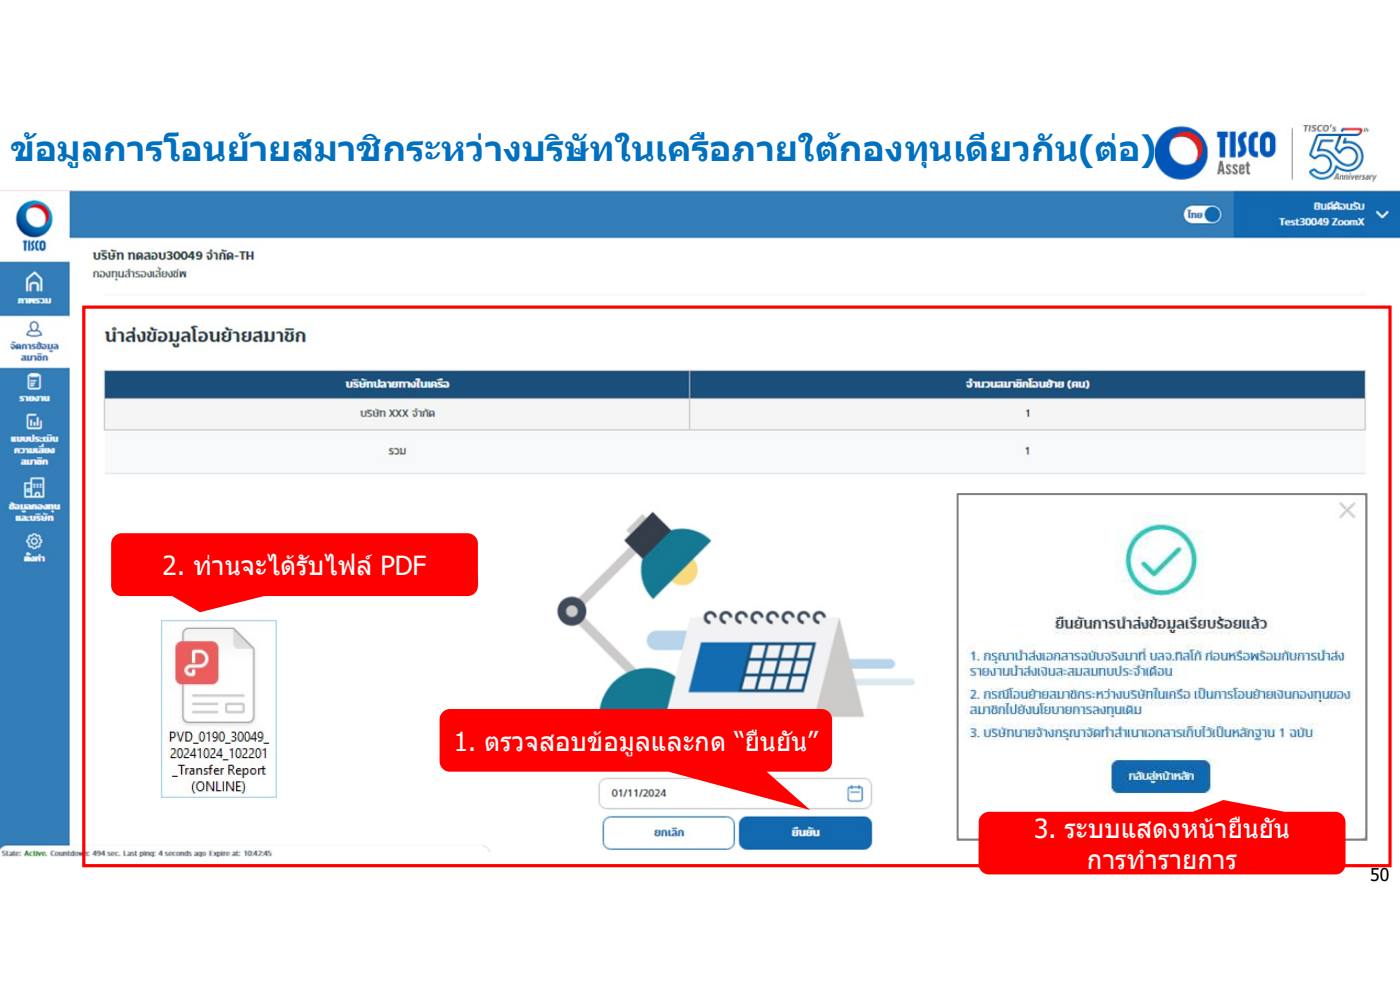 ข้อมูลการโอนย้ายสมาชิกระหว่างบริษัทในเครือภายใต้กองทุนเดียวกัน(ต่อ)
TISCO
Asset
TISCO's
55th
Anniversary
TISCO
ไทย
ยินดีต้อนรับ
Test30049 ZoomX
บริษัท ทดสอบ30049 จำกัด-TH
กองทุนสำรองเลี้ยงชีพ
ภาพรวม
จัดการข้อมูล
สมาชิก
รายงาน
แบบประเมิน
ความเสี่ยง
สมาชิก
ข้อมูลกองทุน
และบริษัท
ตั้งค่า
นำส่งข้อมูลโอนย้ายสมาชิก
บริษัทปลายทางในเครือ
จำนวนสมาชิกโอนย้าย (คน)
บริษัท XXX จำกัด
1
รวม
1
2. ท่านจะได้รับไฟล์ PDF
PVD_0190_30049_
20241024_102201
_Transfer Report
(ONLINE)
1. ตรวจสอบข้อมูลและกด “ยืนยัน”
01/11/2024
ยกเลิก
ยืนยัน
ยืนยันการนำส่งข้อมูลเรียบร้อยแล้ว
1. กรุณานำส่งเอกสารฉบับจริงมาที่ บลจ.ทิสโก้ ก่อนหรือพร้อมกับการนำส่ง
รายงานนำส่งเงินสะสมสมทบประจำเดือน
2. กรณีโอนย้ายสมาชิกระหว่างบริษัทในเครือ เป็นการโอนย้ายเงินกองทุนของ
สมาชิกไปยังนโยบายการลงทุนเดิม
3. บริษัทนายจ้างกรุณาจัดทำสำเนาเอกสารเก็บไว้เป็นหลักฐาน 1 ฉบับ
กลับสู่หน้าหลัก
3. ระบบแสดงหน้ายืนยัน
การทำรายการ
State: Active. Countdown: 494 sec. Last ping: 4 seconds ago Expire at: 10:42:45
50